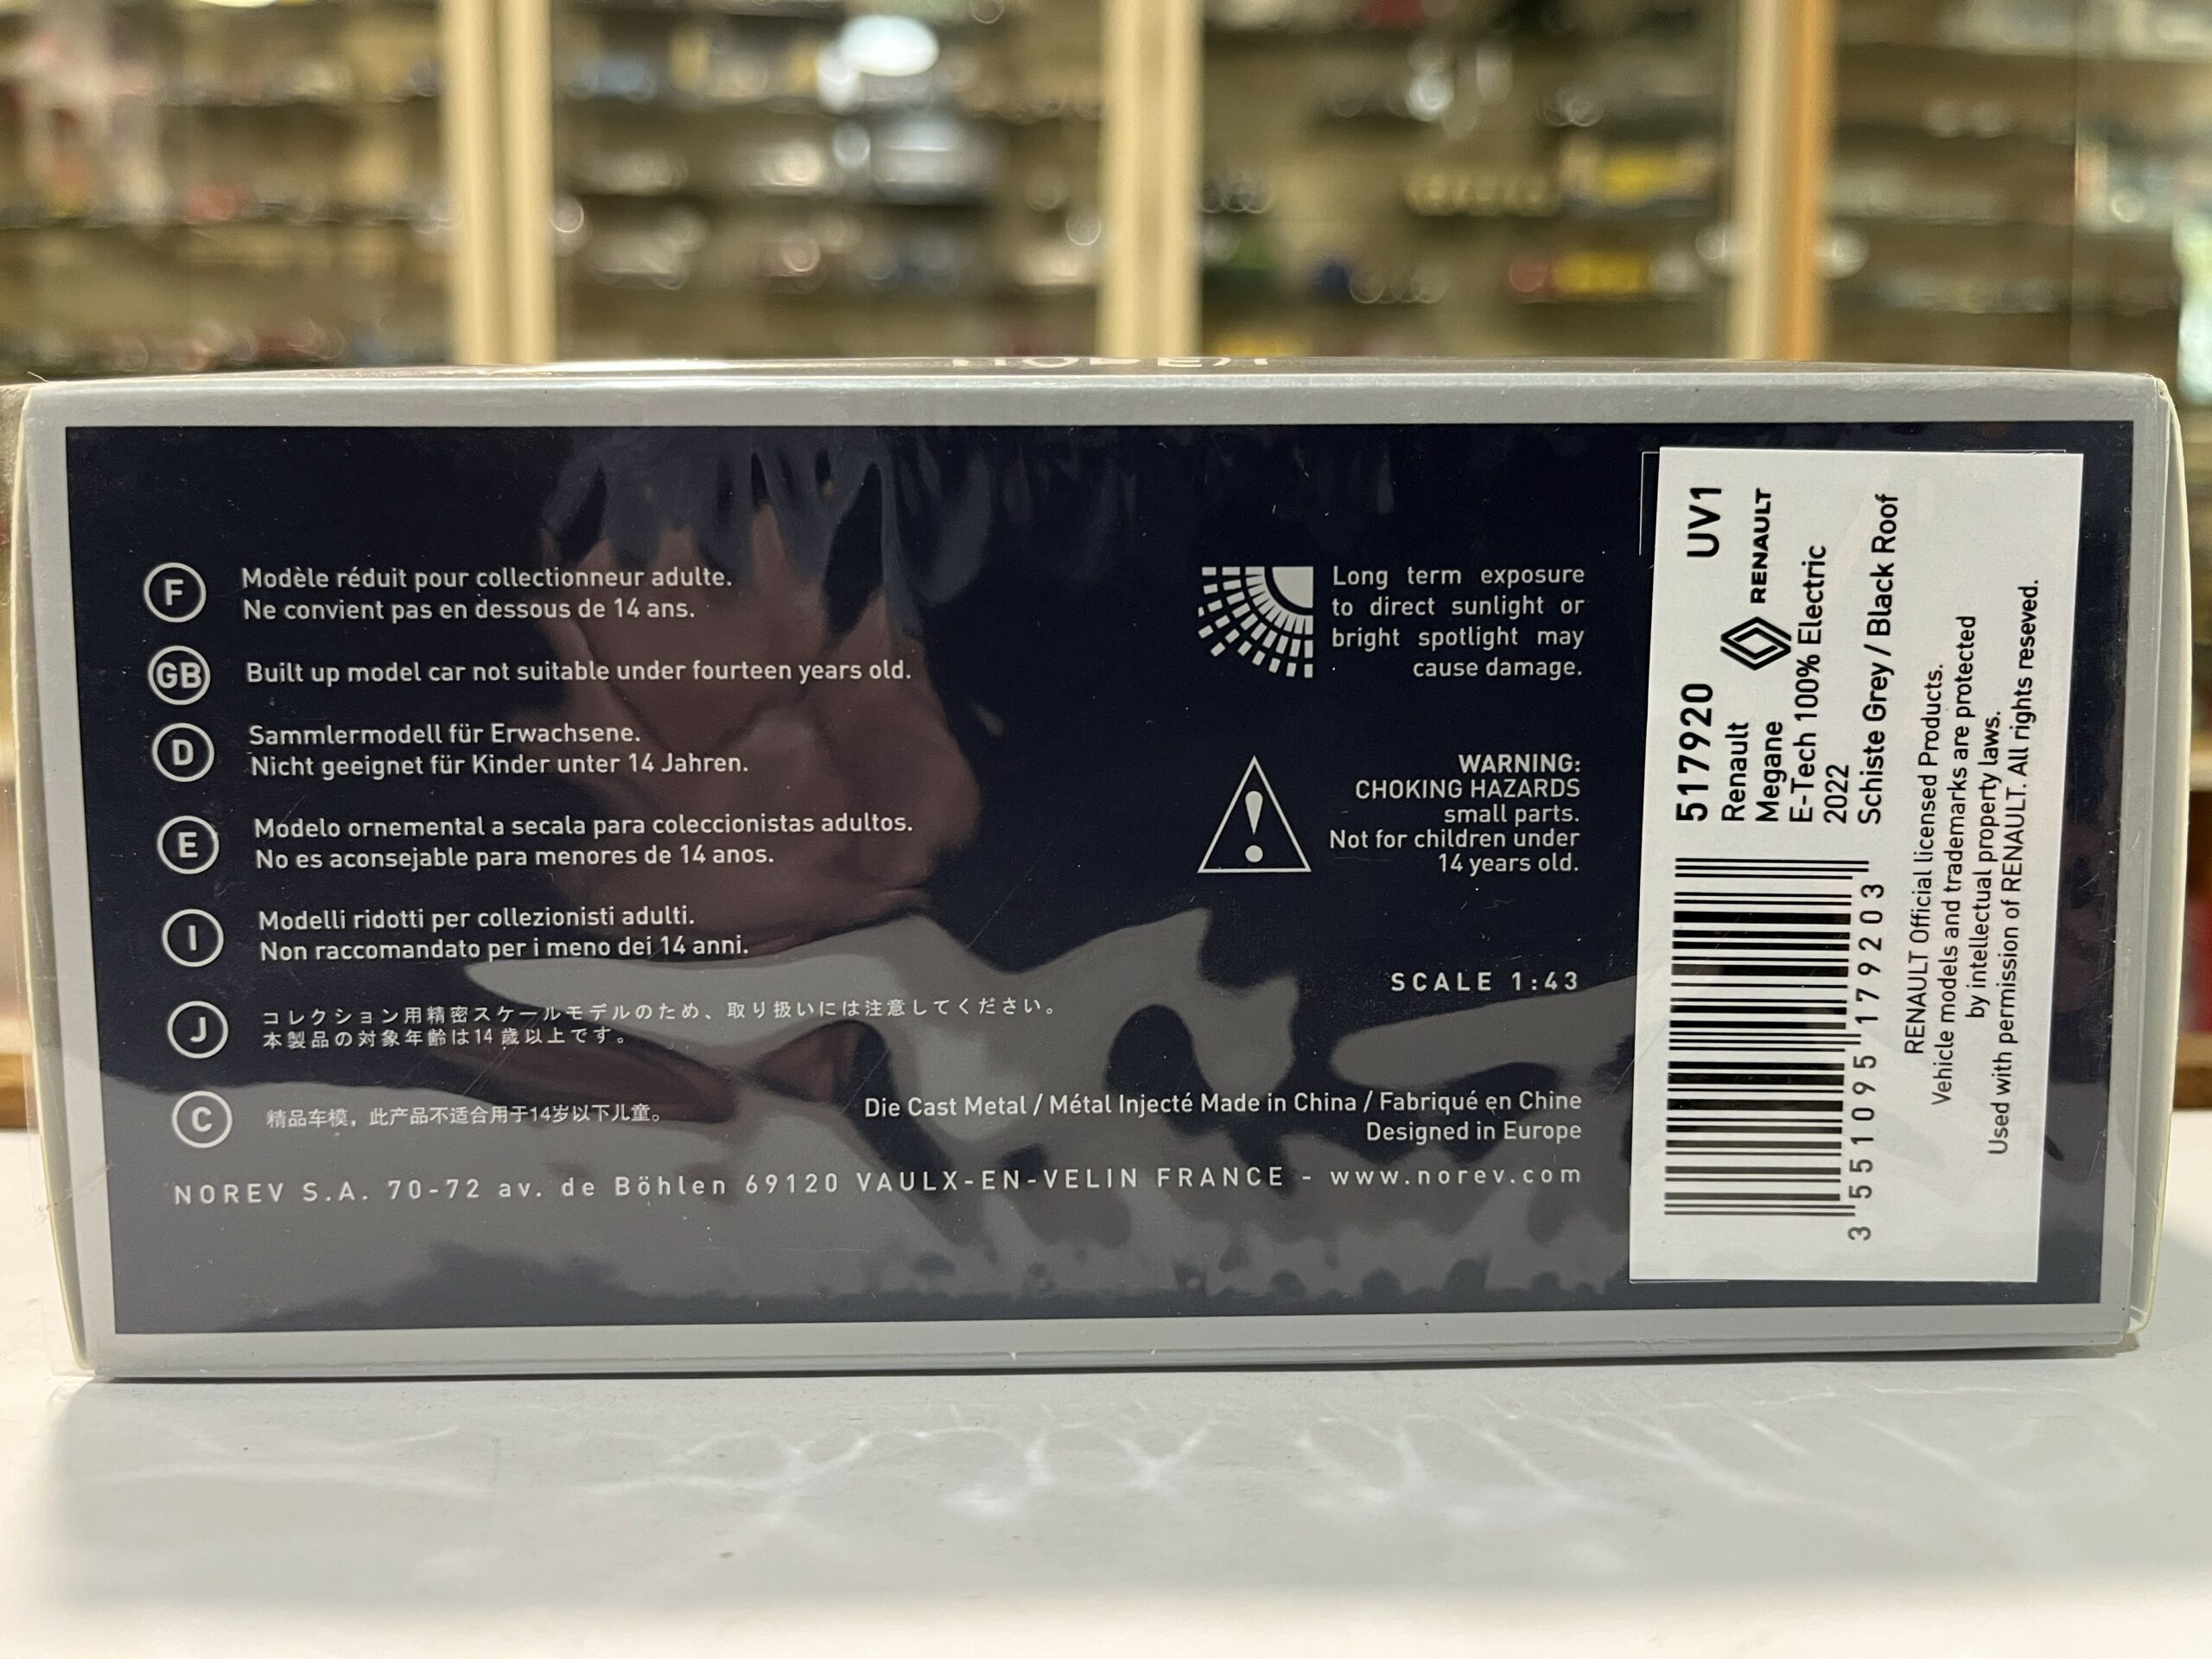 F
Modèle réduit pour collectionneur adulte.
Ne convient pas en dessous de 14 ans.
GB
Built up model car not suitable under fourteen years old.
D
Sammlermodell für Erwachsene.
Nicht geeignet für Kinder unter 14 Jahren.
E
Modelo ornemental a secala para coleccionistas adultos.
No es aconsejable para menores de 14 anos.
I
Modelli ridotti per collezionisti adulti.
Non raccomandato per i meno dei 14 anni.
J
コレクション用精密スケールモデルのため、取り扱いには注意してください。
本製品の対象年齢は14歳以上です。
C
精品车模，此产品不适合用于14岁以下儿童。
Long term exposure
to direct sunlight or
bright spotlight may
cause damage.
WARNING:
CHOKING HAZARDS
small parts.
Not for children under
14 years old.
SCALE 1:43
Die Cast Metal / Métal Injecté Made in China / Fabriqué en Chine
Designed in Europe
NOREV S.A. 70-72 av. de Böhlen 69120 VAULX-EN-VELIN FRANCE - www.norev.com
517920 UV1
Renault
RENAULT
Megane
E-Tech 100% Electric
2022
Schiste Grey / Black Roof
3 551095 179203
RENAULT Official licensed Products.
Vehicle models and trademarks are protected
by intellectual property laws.
Used with permission of RENAULT. All rights reseved.